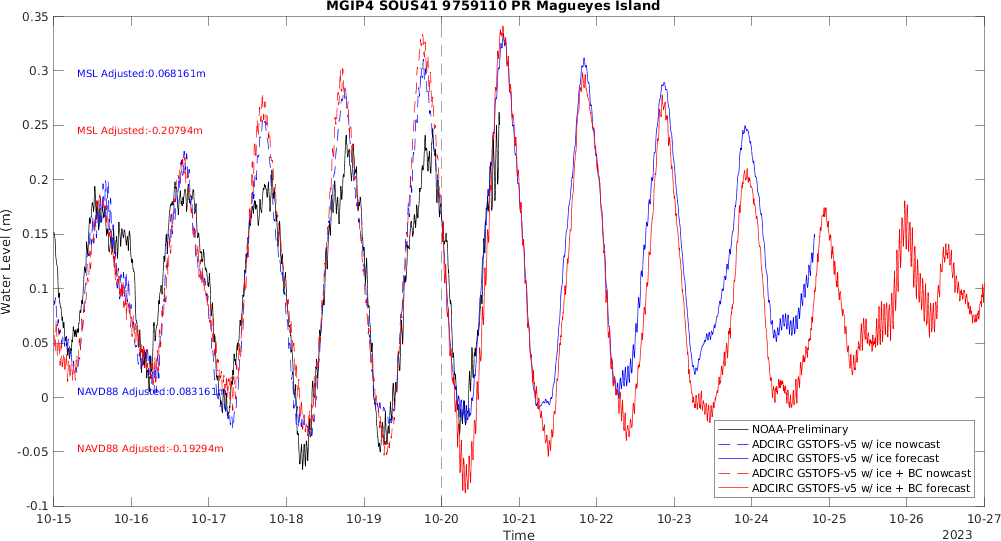 MGIP4 SOUS41 9759110 PR Magueyes Island
0.35
0.3
0.25
0.2
0.15
0.1
0.05
0
-0.05
-0.1
Water Level (m)
MSL Adjusted:0.068161m
MSL Adjusted:-0.20794m
NAVD88 Adjusted:0.083161m
NAVD88 Adjusted:-0.19294m
NOAA-Preliminary
ADCIRC GSTOFS-v5 w/ ice nowcast
ADCIRC GSTOFS-v5 w/ ice forecast
ADCIRC GSTOFS-v5 w/ ice + BC nowcast
ADCIRC GSTOFS-v5 w/ ice + BC forecast
10-15 10-16 10-17 10-18 10-19 10-20 10-21 10-22 10-23 10-24 10-25 10-26 10-27
Time
2023